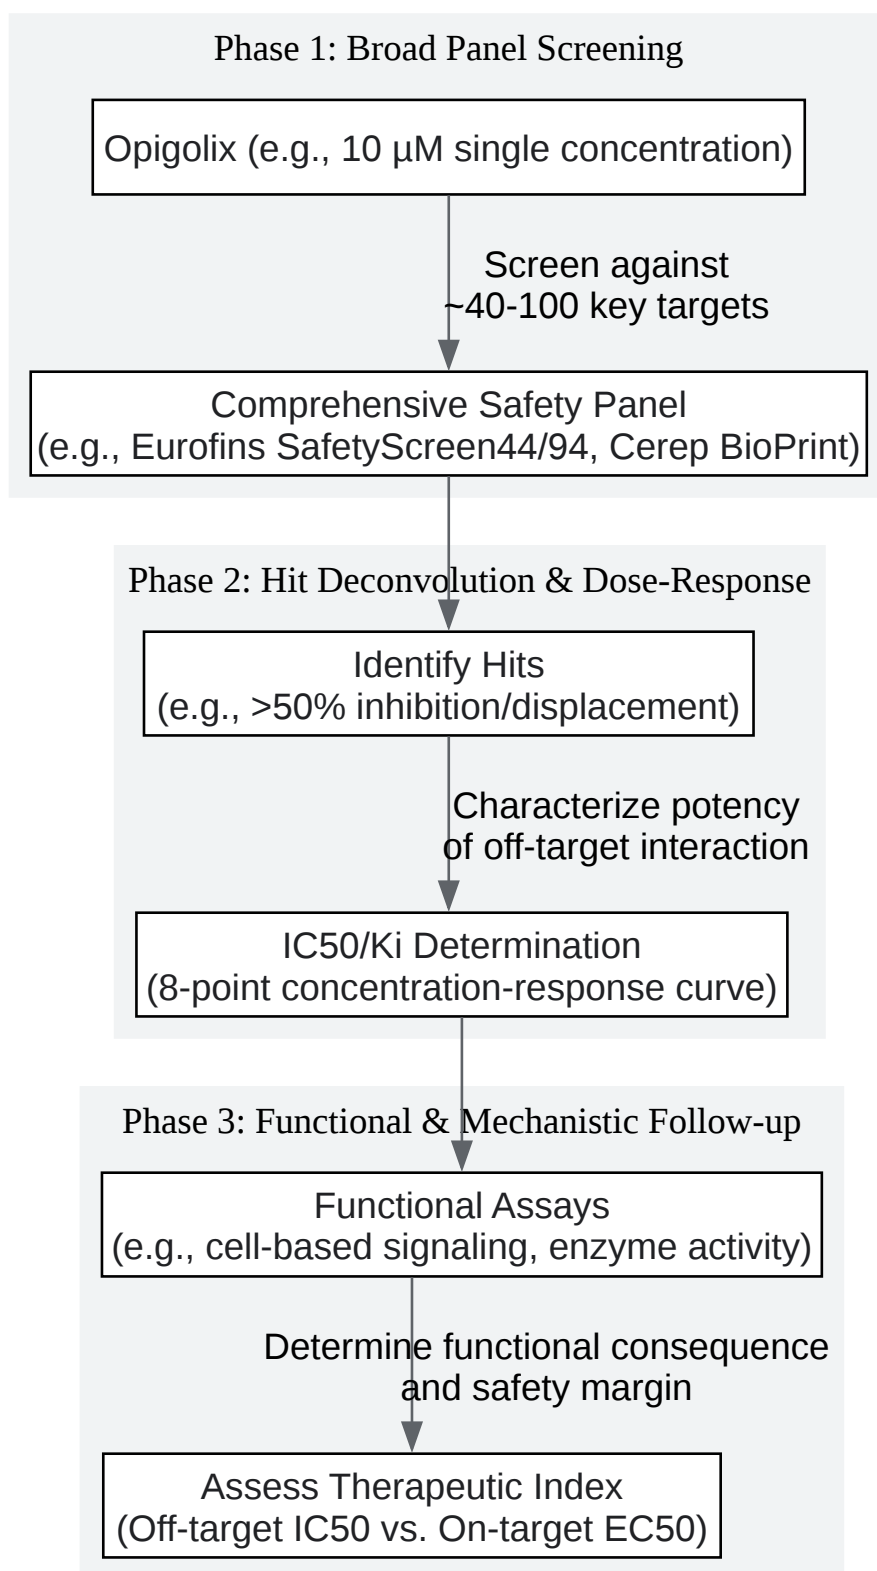 Phase 1: Broad Panel Screening
Opigolix (e.g., 10 µM single concentration)
Screen against
~40-100 key targets
Comprehensive Safety Panel
(e.g., Eurofins SafetyScreen44/94, Cerep BioPrint)
Phase 2: Hit Deconvolution & Dose-Response
Identify Hits
(e.g., >50% inhibition/displacement)
Characterize potency
of off-target interaction
IC50/Ki Determination
(8-point concentration-response curve)
Phase 3: Functional & Mechanistic Follow-up
Functional Assays
(e.g., cell-based signaling, enzyme activity)
Determine functional consequence
and safety margin
Assess Therapeutic Index
(Off-target IC50 vs. On-target EC50)